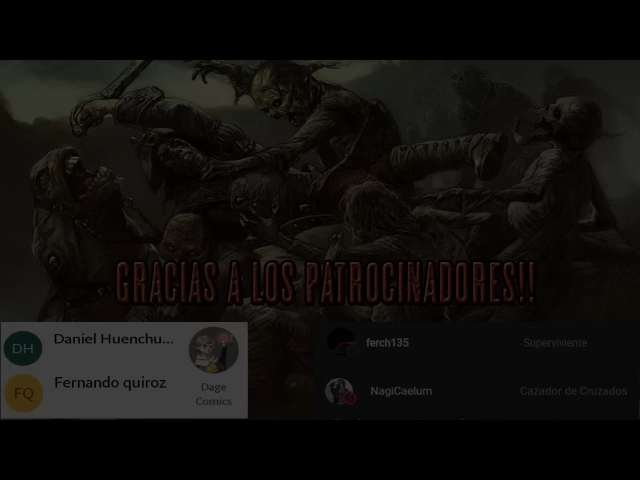 GRACIAS A LOS PATROCINADORES!!
DH
Daniel Huenchu...
FQ
Fernando quiroz
Dage
Comics
ferch135
Superviviente
NagiCaelum
Cazador de Cruzados